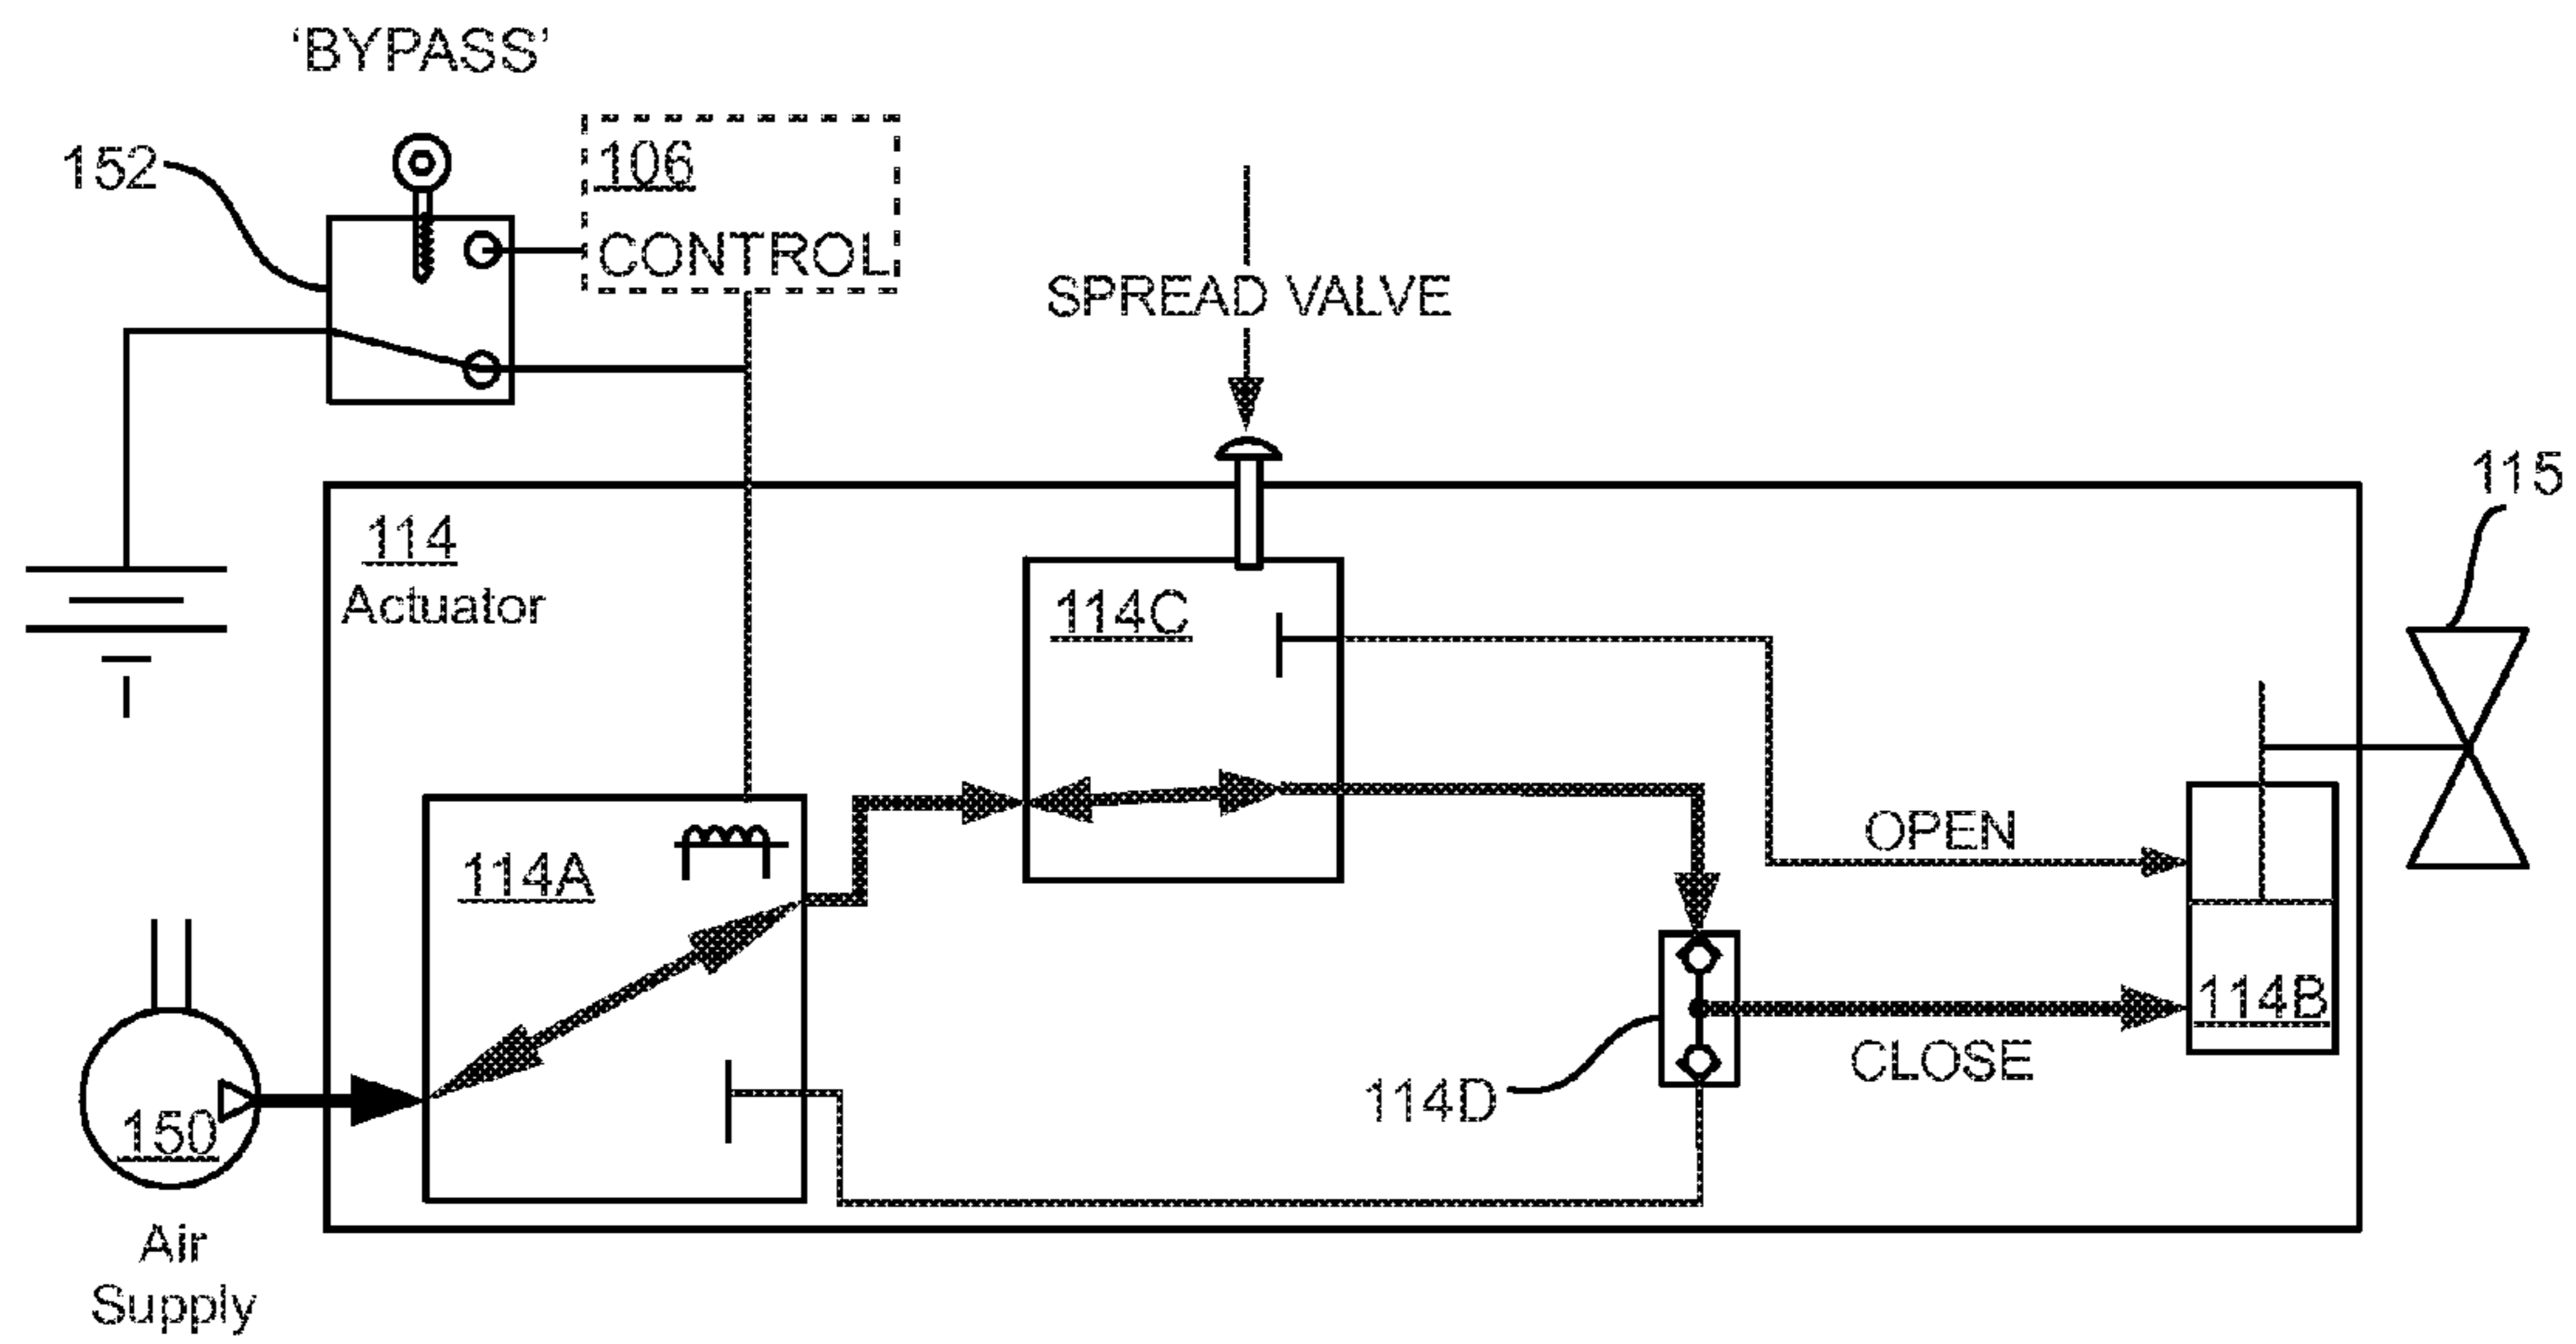 'BYPASS'
152
106
CONTROL
SPREAD VALVE
115
114
Actuator
114C
114A
OPEN
114B
CLOSE
114D
150
Air
Supply